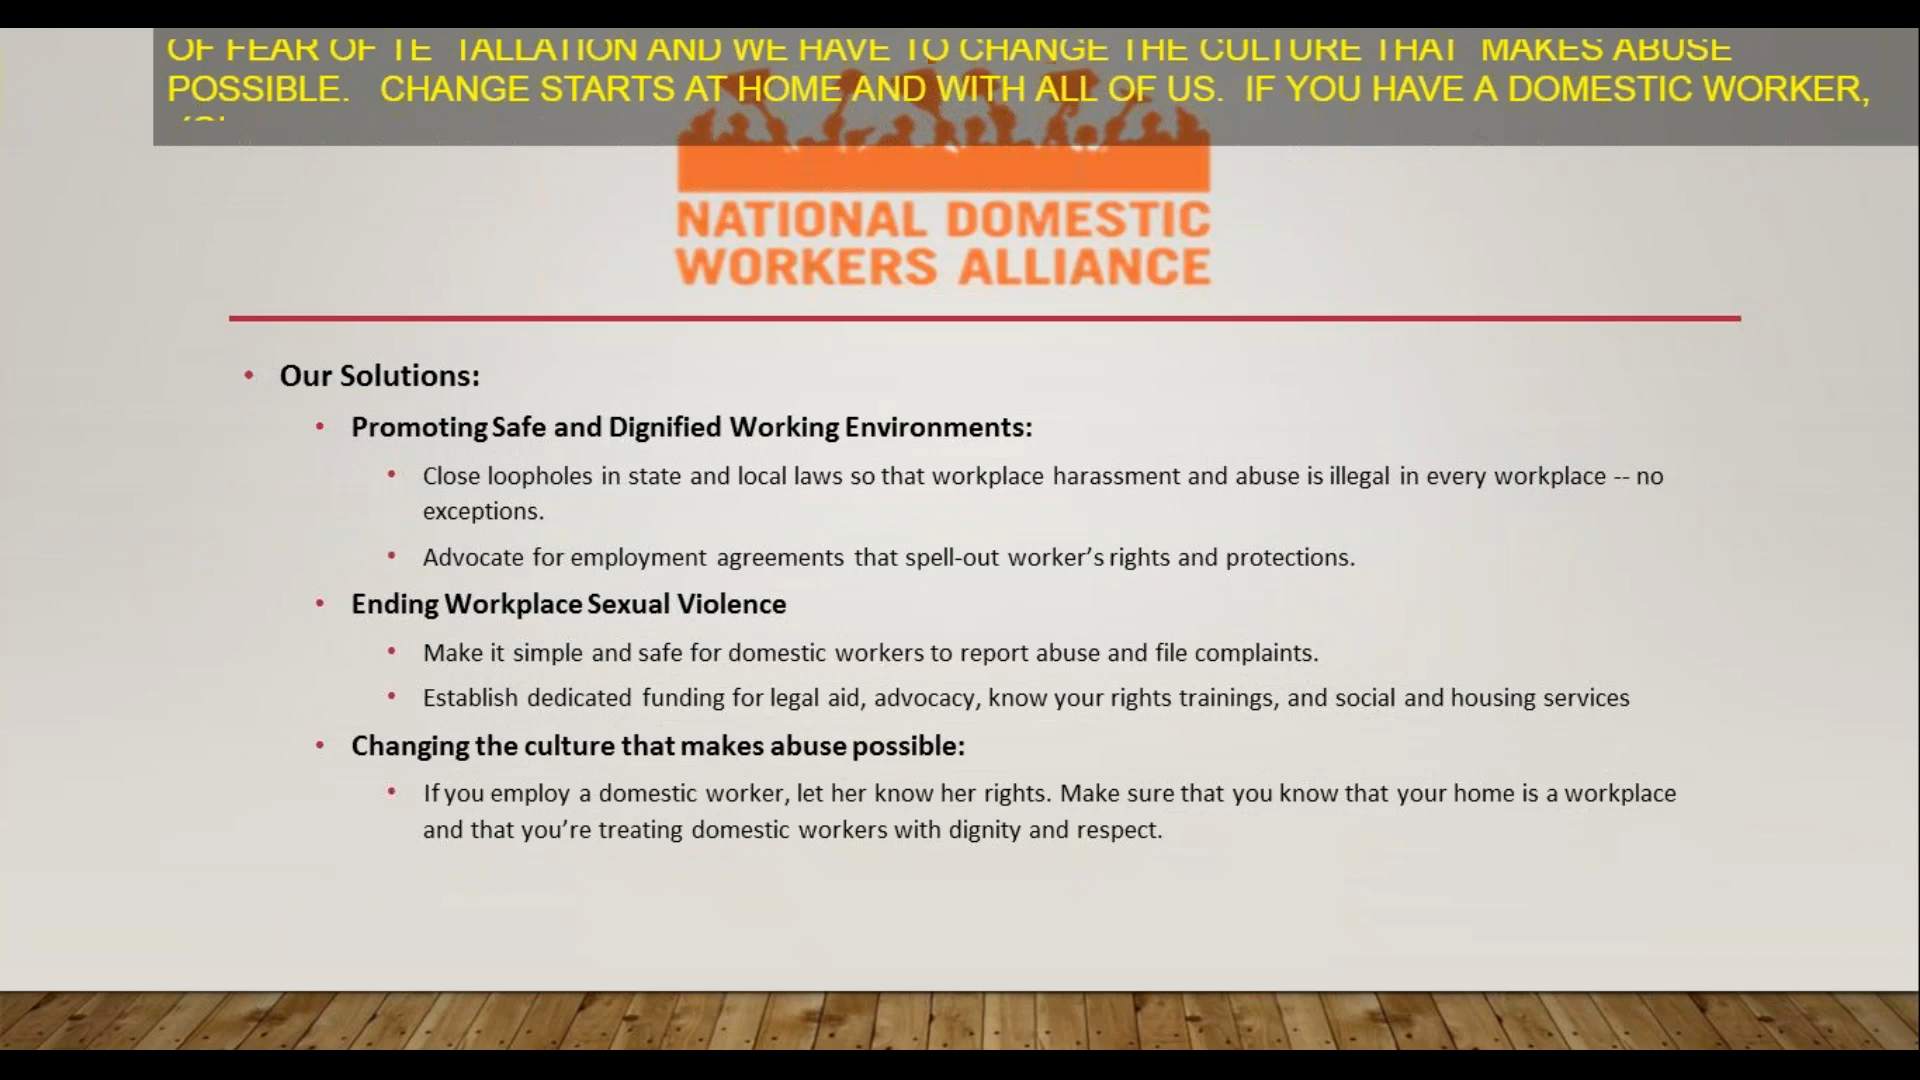 OF FEAR OF TE  TALLATION AND WE HAVE TO CHANGE THE CULTURE THAT  MAKES ABUSE
POSSIBLE.   CHANGE STARTS AT HOME AND WITH ALL OF US.  IF YOU HAVE A DOMESTIC WORKER,
NATIONAL DOMESTIC
WORKERS ALLIANCE
• Our Solutions:
• Promoting Safe and Dignified Working Environments:
• Close loopholes in state and local laws so that workplace harassment and abuse is illegal in every workplace -- no
exceptions.
• Advocate for employment agreements that spell-out worker’s rights and protections.
• Ending Workplace Sexual Violence
• Make it simple and safe for domestic workers to report abuse and file complaints.
• Establish dedicated funding for legal aid, advocacy, know your rights trainings, and social and housing services
• Changing the culture that makes abuse possible:
• If you employ a domestic worker, let her know her rights. Make sure that you know that your home is a workplace
and that you’re treating domestic workers with dignity and respect.